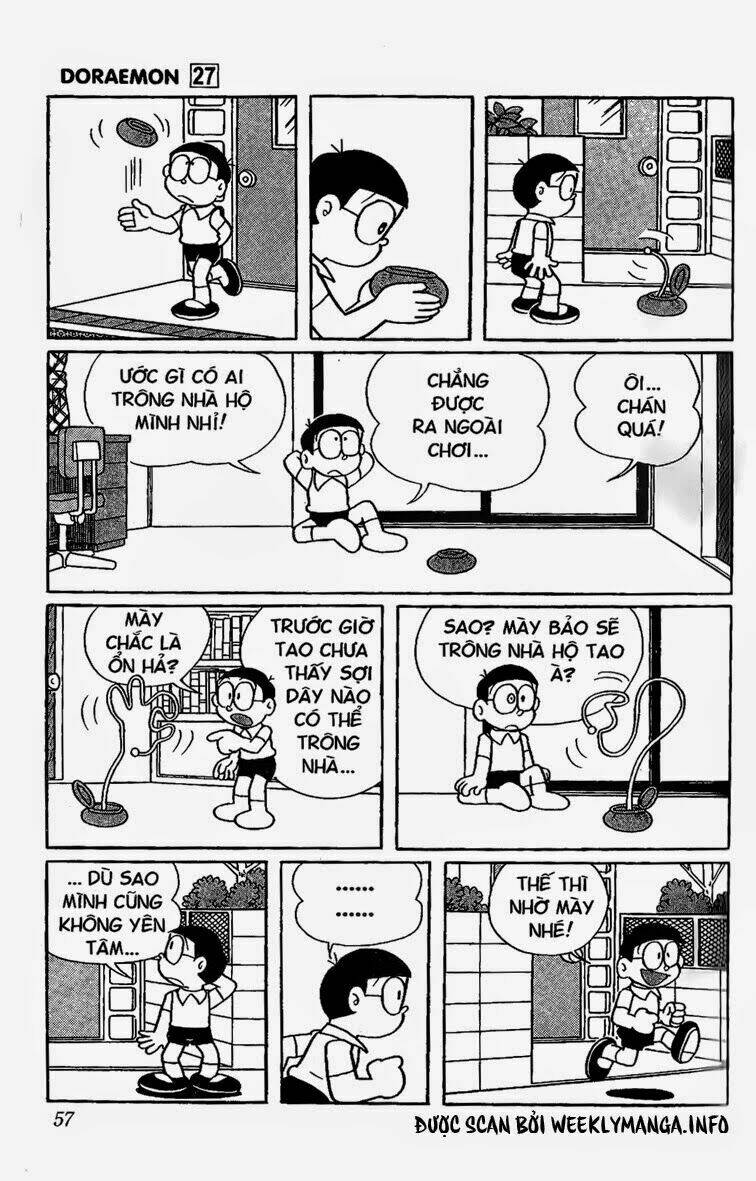 DORAEMON 27
ÔI...
CHÁN
QUÁ!
CHẲNG
ĐƯỢC
RA NGOÀI
CHƠI...
ƯỚC GÌ CÓ AI
TRÔNG NHÀ HỘ
MÌNH NHỈ!
SAO? MÀY BẢO SẼ
TRÔNG NHÀ HỘ TAO
À?
TRƯỚC GIỜ
TAO CHƯA
THẤY SỢI
DÂY NÀO
CÓ THỂ
TRÔNG
NHÀ...
MÀY
CHẮC LÀ
ỔN HẢ?
THẾ THÌ
NHỜ MÀY
NHÉ!
......
......
... DÙ SAO
MÌNH CŨNG
KHÔNG YÊN
TÂM...
57
ĐƯỢC SCAN BỞI WEEKLYMANGA.INFO